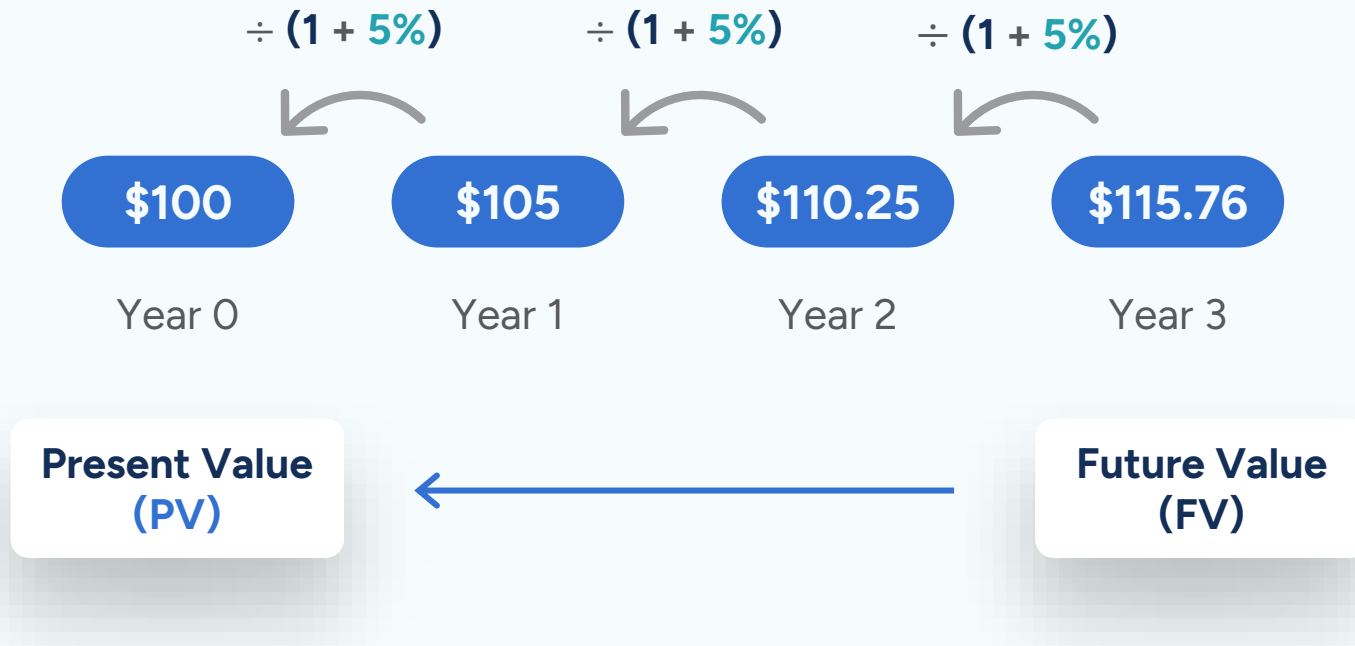 ÷ (1 + 5%) ÷ (1 + 5%) ÷ (1 + 5%)
$100 $105 $110.25 $115.76
Year 0 Year 1 Year 2 Year 3
Present Value
(PV)
Future Value
(FV)